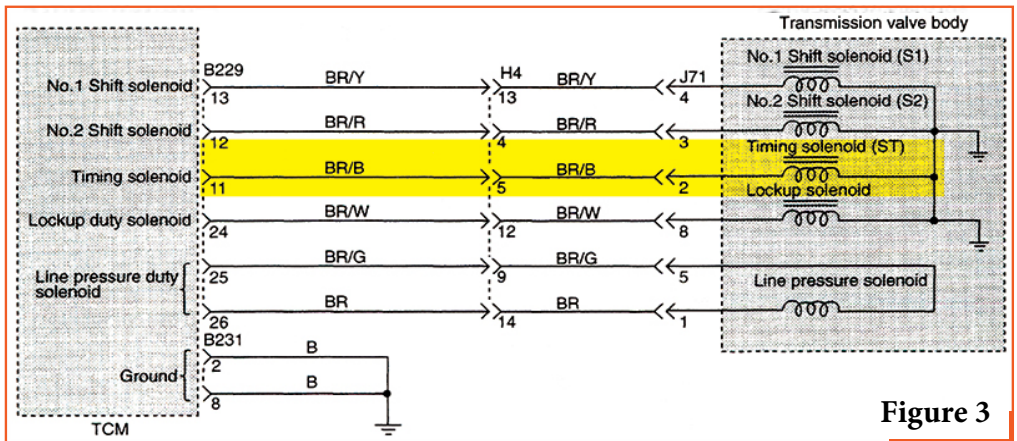 Transmission valve body
No.1 Shift solenoid (S1)
B229 BR/Y H4 BR/Y J71
No.1 Shift solenoid 13 13 4
No.2 Shift solenoid (S2)
No.2 Shift solenoid BR/R BR/R
12 4 3
Timing solenoid (ST)
Timing solenoid BR/B BR/B
11 5 2
Lockup solenoid
Lockup duty solenoid BR/W BR/W
24 12 8
Line pressure duty solenoid BR/G BR/G
25 9 5
Line pressure solenoid
BR BR
26 14 1
B231
2 B
Ground
8 B
TCM
Figure 3